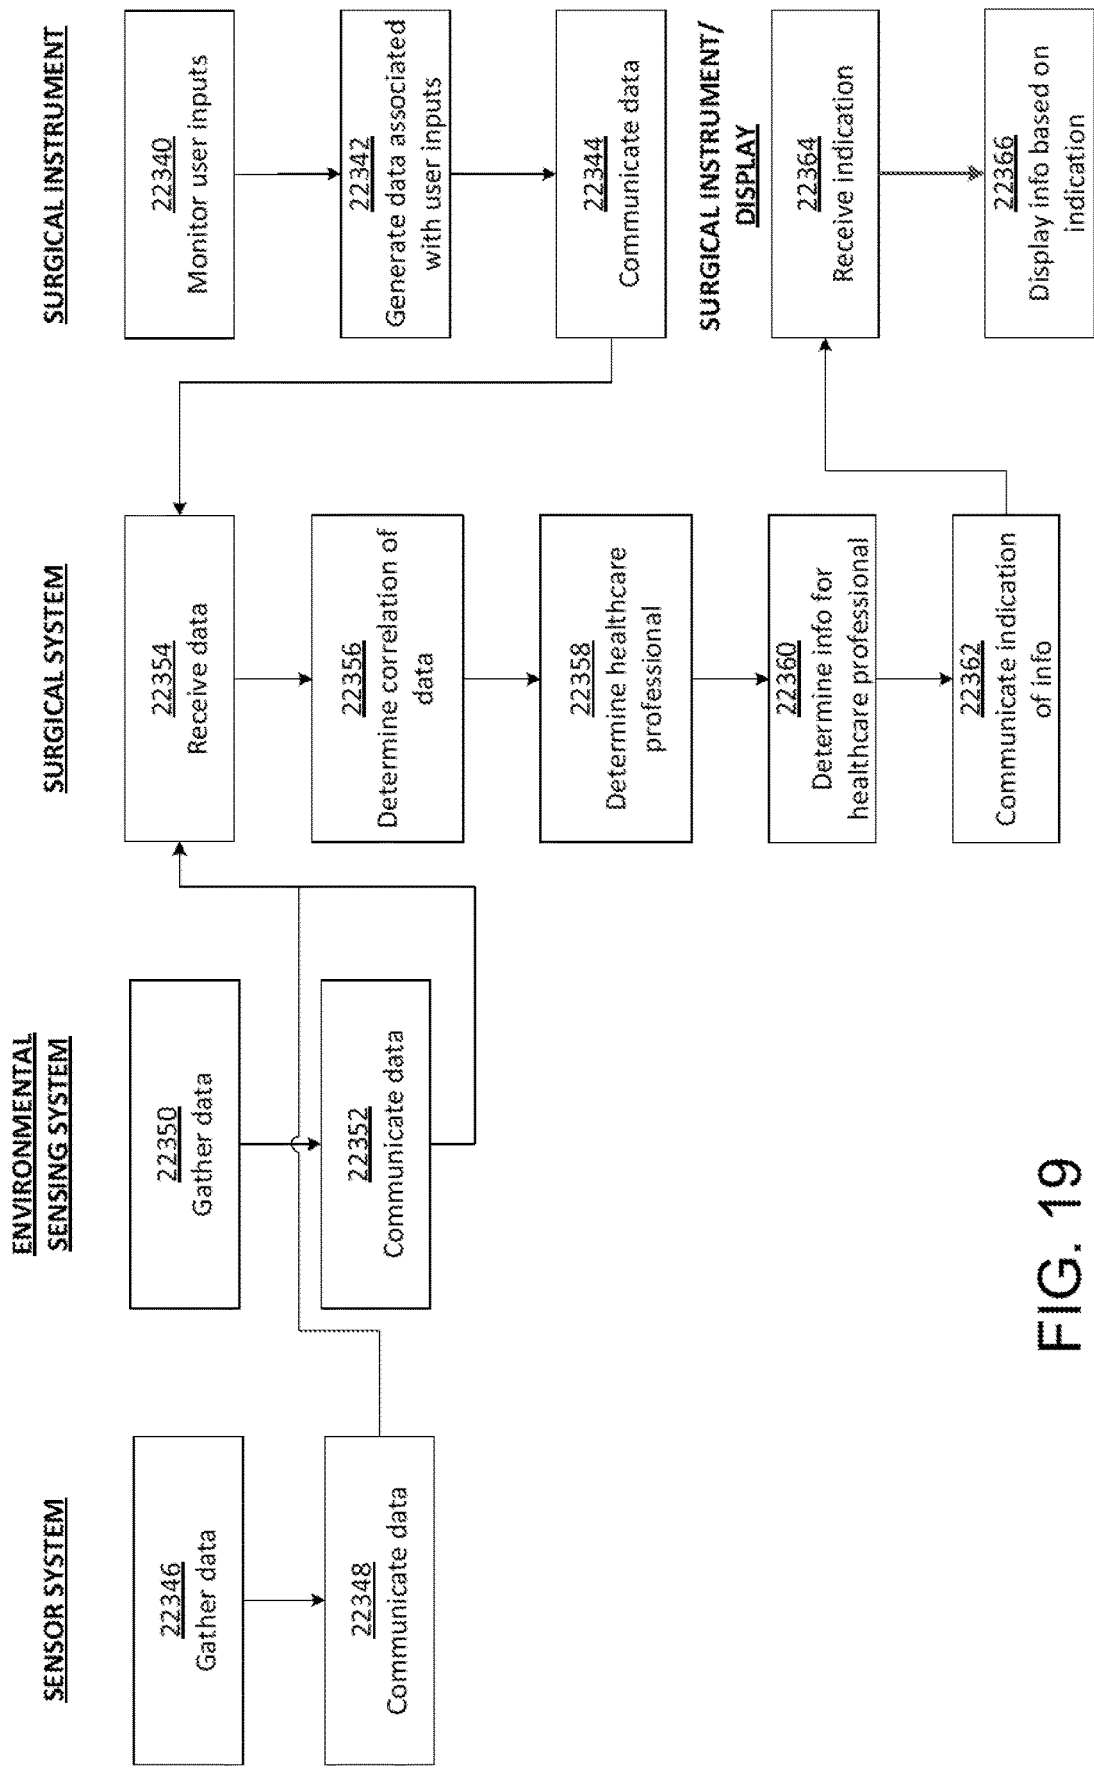 SENSOR SYSTEM
22346
Gather data
22348
Communicate data
ENVIRONMENTAL
SENSING SYSTEM
22350
Gather data
22352
Communicate data
SURGICAL SYSTEM
22354
Receive data
22356
Determine correlation of
data
22358
Determine healthcare
professional
22360
Determine info for
healthcare professional
22362
Communicate indication
of info
SURGICAL INSTRUMENT
22340
Monitor user inputs
22342
Generate data associated
with user inputs
22344
Communicate data
SURGICAL INSTRUMENT/
DISPLAY
22364
Receive indication
22366
Display info based on
indication
FIG. 19